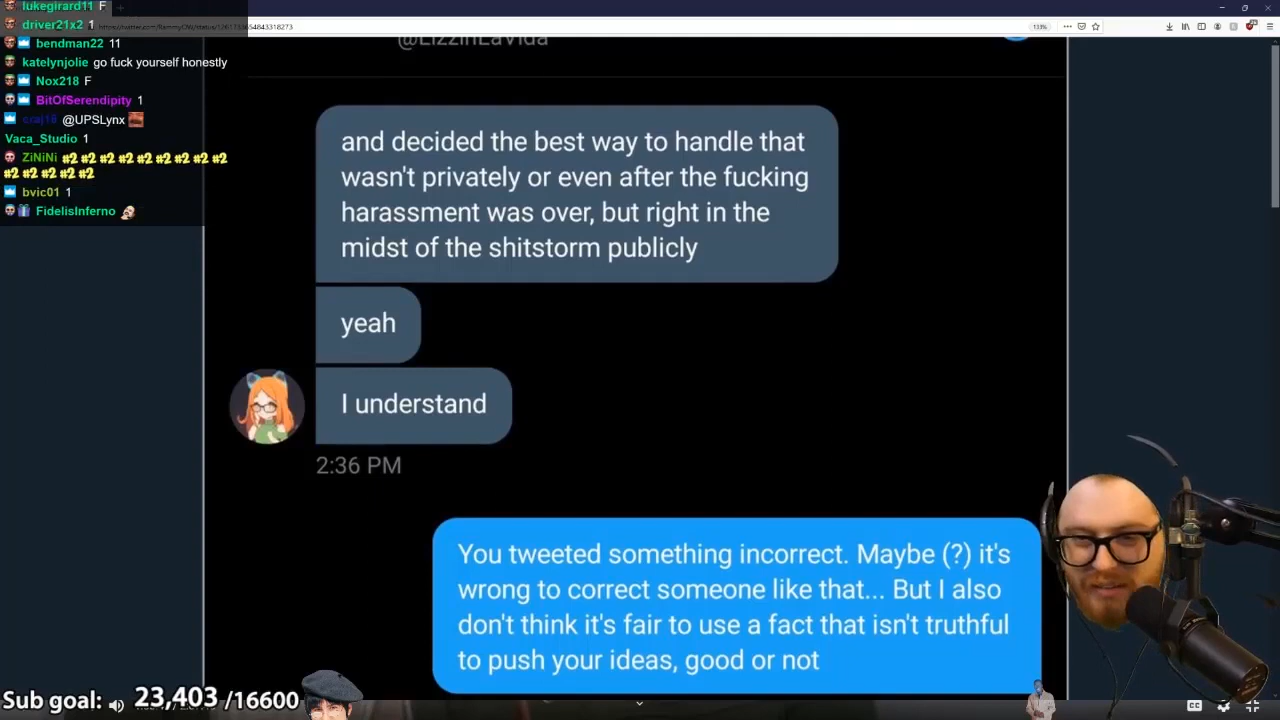 lukegirard11 F
driver21x2 1
bendman22 11
katelynjolie go fuck yourself honestly
Nox218 F
BitOfSerendipity 1
@UPSLynx
Vaca_Studio 1
ZiNiNi #2 #2 #2 #2 #2 #2 #2 #2 #2
#2 #2 #2 #2 #2
bvic01 1
FidelisInferno
133%
@LizzinLaVida
and decided the best way to handle that
wasn't privately or even after the fucking
harassment was over, but right in the
midst of the shitstorm publicly
yeah
I understand
2:36 PM
You tweeted something incorrect. Maybe (?) it's
wrong to correct someone like that... But I also
don't think it's fair to use a fact that isn't truthful
to push your ideas, good or not
Sub goal: 23,403 /16600
CC